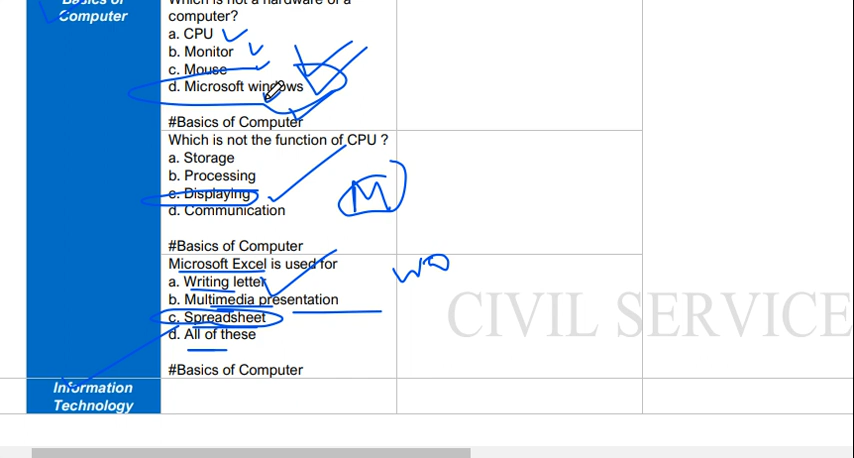 Basics of
Computer
Which is not a hardware of a
computer?
a. CPU
b. Monitor
c. Mouse
d. Microsoft windows
#Basics of Computer
Which is not the function of CPU ?
a. Storage
b. Processing
c. Displaying
d. Communication
M
#Basics of Computer
Microsoft Excel is used for
a. Writing letter
b. Multimedia presentation
c. Spreadsheet
d. All of these
#Basics of Computer
CIVIL SERVICE
Information
Technology